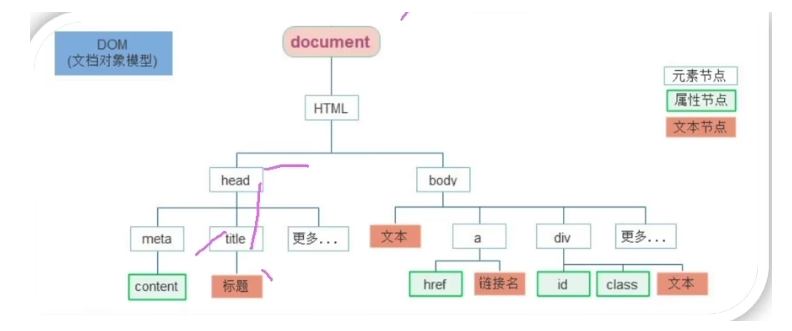 DOM
(文档对象模型)
document
元素节点
属性节点
文本节点
HTML
head
body
meta
title
更多...
文本
a
div
更多...
content
标题
href
链接名
id
class
文本